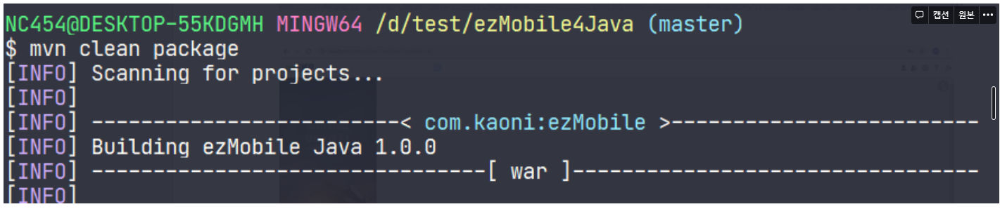 캡션 원본 •••
NC454@DESKTOP-55KDGMH MINGW64 /d/test/ezMobile4Java (master)
$ mvn clean package
[INFO] Scanning for projects...
[INFO]
[INFO] -------------------------< com.kaoni:ezMobile >-------------------------
[INFO] Building ezMobile Java 1.0.0
[INFO] --------------------------------[ war ]---------------------------------
[INFO]